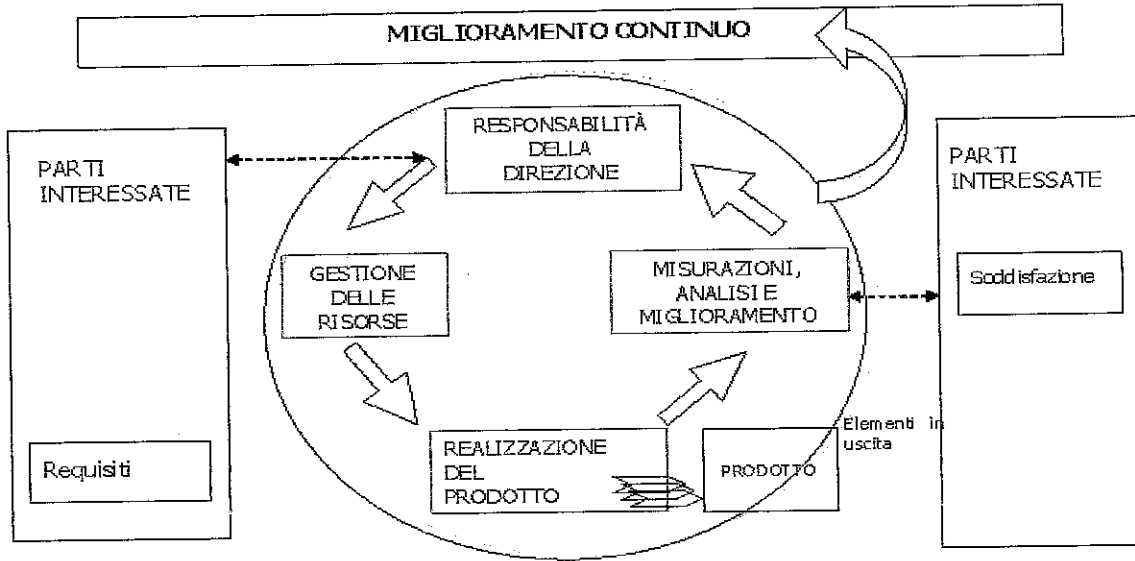 MIGLIORAMENTO CONTINUO
RESPONSABILITÀ
DELLA
DIREZIONE
PARTI
INTERESSATE
PARTI
INTERESSATE
GESTIONE
DELLE
RISORSE
MISURAZIONI,
ANALISI E
MIGLIORAMENTO
Soddisfazione
Requisiti
REALIZZAZIONE
DEL
PRODOTTO
PRODOTTO
Elementi in
uscita